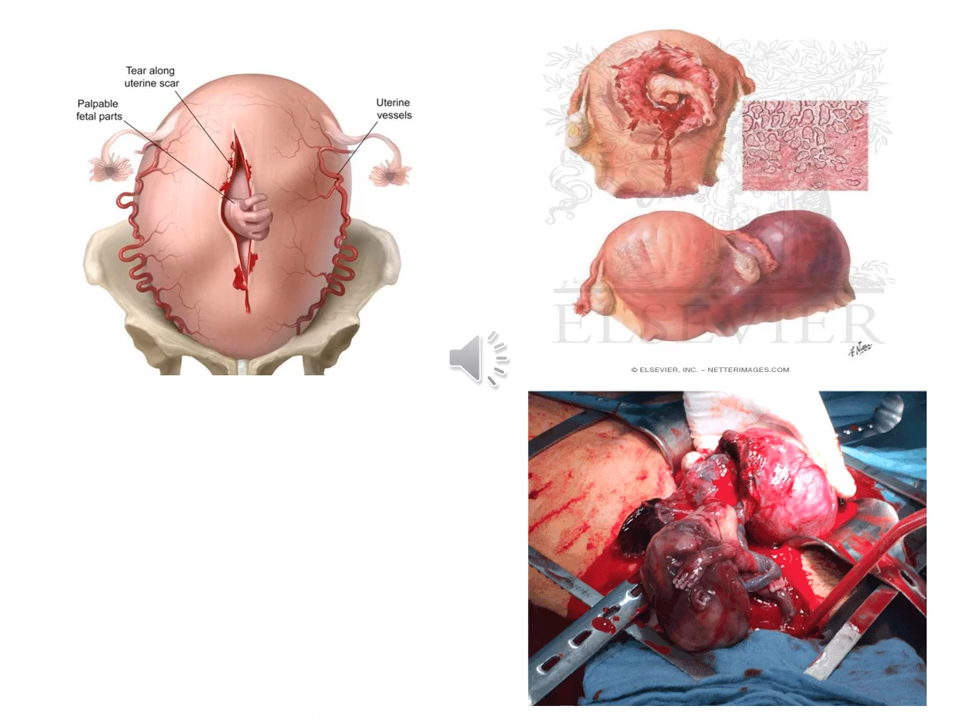 Tear along
uterine scar
Palpable
fetal parts
Uterine
vessels
ELSEVIER
© ELSEVIER, INC. – NETTERIMAGES.COM